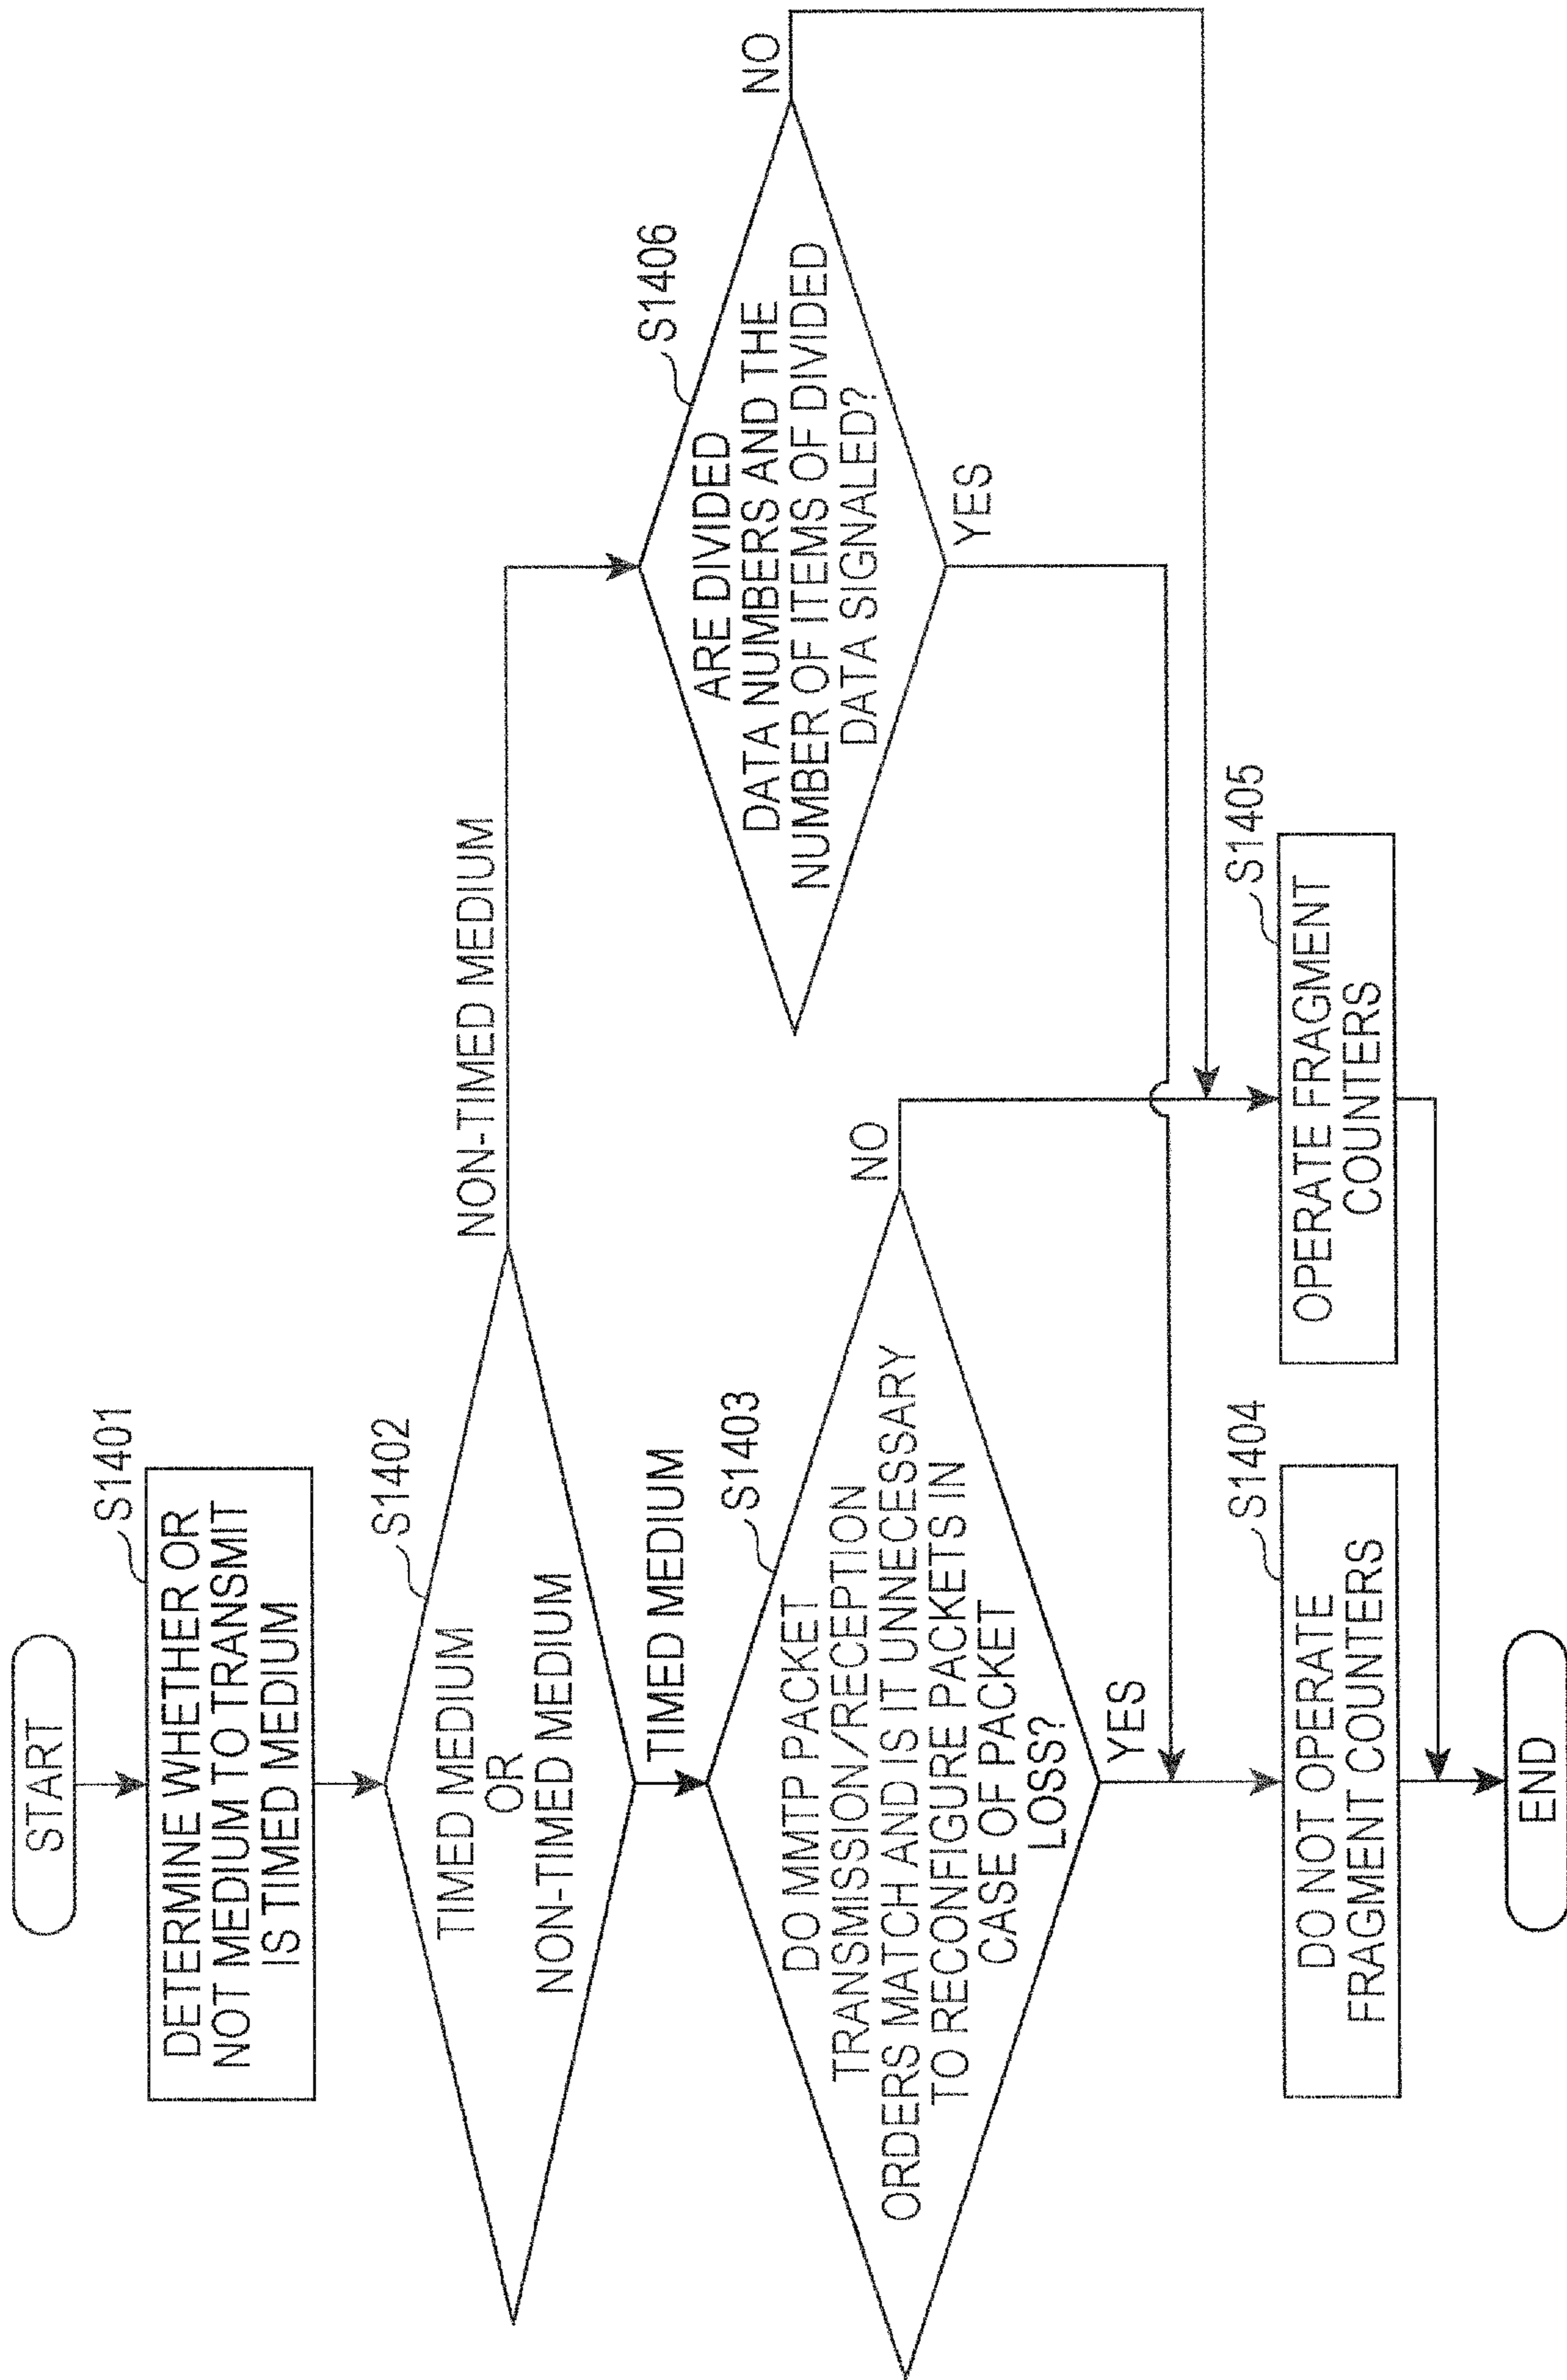 START
S1401
DETERMINE WHETHER OR
NOT MEDIUM TO TRANSMIT
IS TIMED MEDIUM
S1402
TIMED MEDIUM
OR
NON-TIMED MEDIUM
NON-TIMED MEDIUM
TIMED MEDIUM
S1403
DO MMTP PACKET
TRANSMISSION/RECEPTION
ORDERS MATCH AND IS IT UNNECESSARY
TO RECONFIGURE PACKETS IN
CASE OF PACKET
LOSS?
NO
YES
S1406
ARE DIVIDED
DATA NUMBERS AND THE
NUMBER OF ITEMS OF DIVIDED
DATA SIGNALED?
NO
YES
S1404
DO NOT OPERATE
FRAGMENT COUNTERS
S1405
OPERATE FRAGMENT
COUNTERS
END